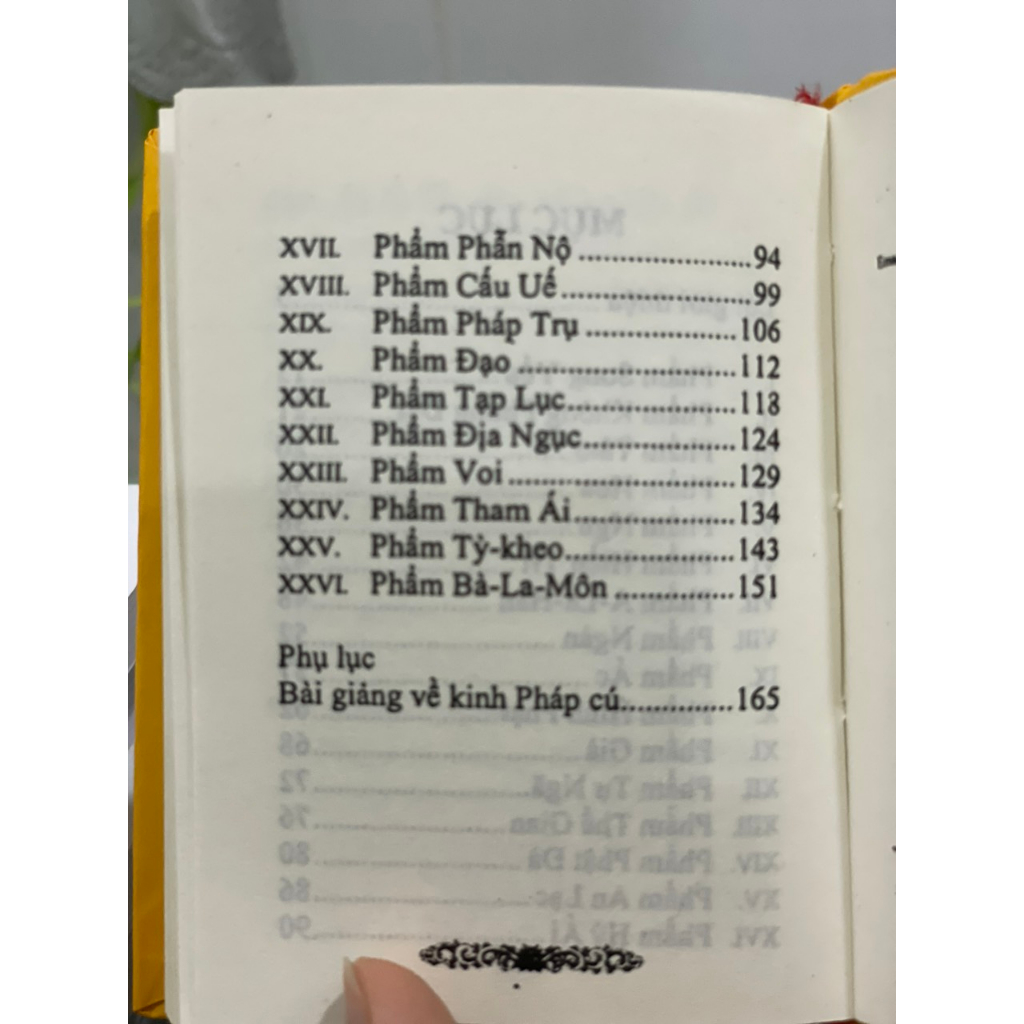 XVII. Phẩm Phẫn Nộ ........................94
XVIII. Phẩm Cấu Uế ..........................99
XIX. Phẩm Pháp Trụ .....................106
XX. Phẩm Đạo ..............................112
XXI. Phẩm Tạp Lục.......................118
XXII. Phẩm Địa Ngục.....................124
XXIII. Phẩm Voi ...............................129
XXIV. Phẩm Tham Ái......................134
XXV. Phẩm Tỳ-kheo.......................143
XXVI. Phẩm Bà-La-Môn ................151
Phụ lục
Bài giảng về kinh Pháp cú...............165